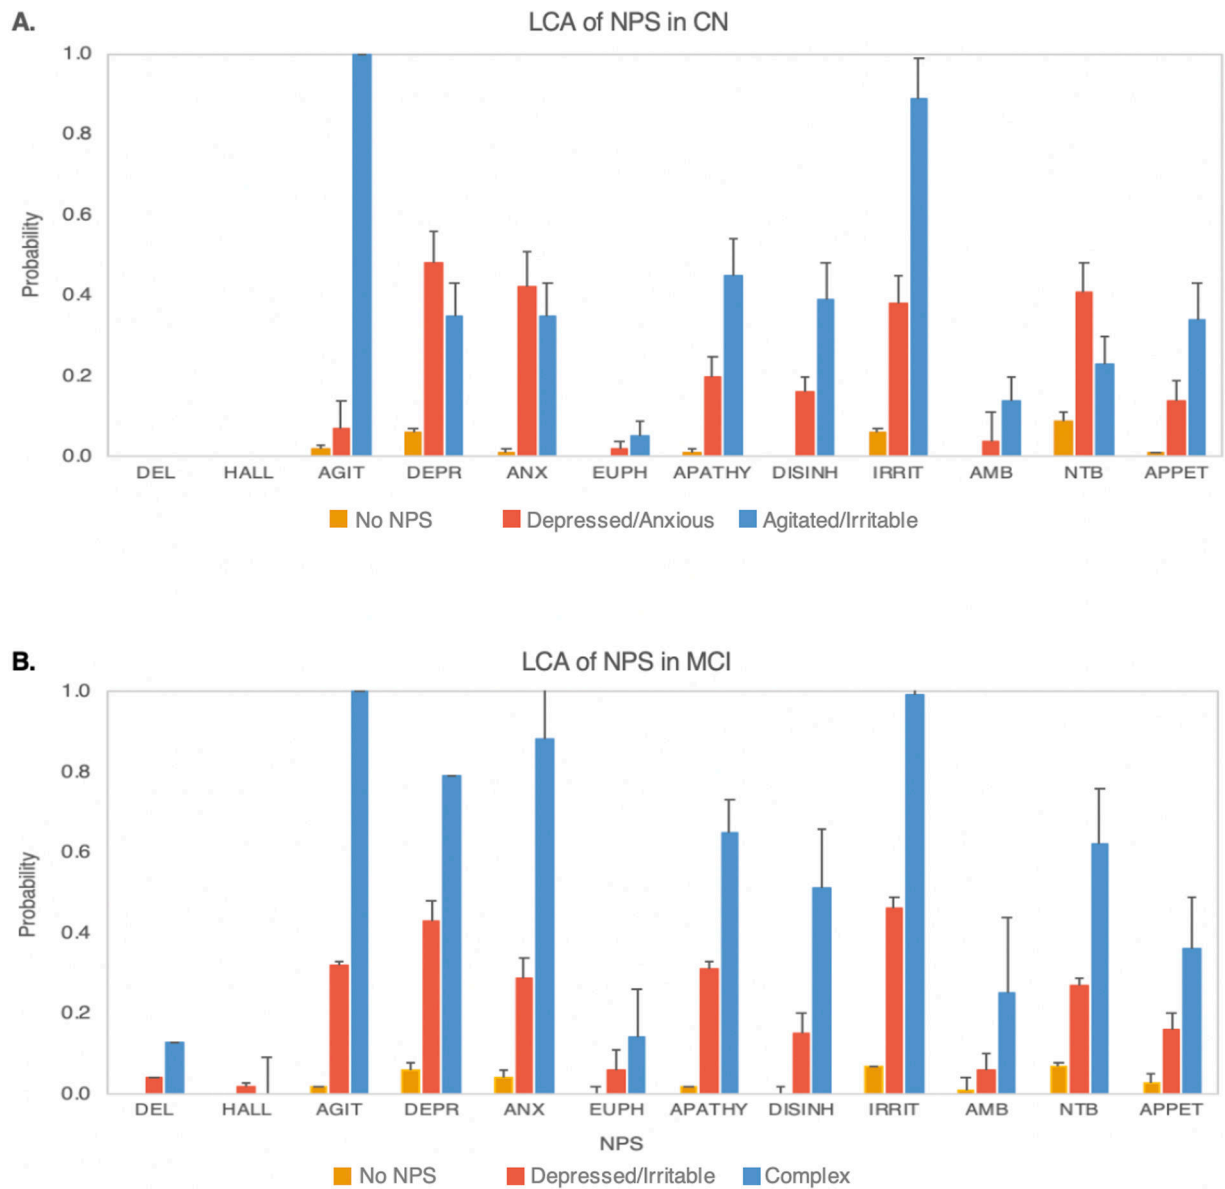 A.
LCA of NPS in CN
1.0
0.8
0.6
0.4
0.2
0.0
Probability
DEL HALL AGIT DEPR ANX EUPH APATHY DISINH IRRIT AMB NTB APPET
No NPS Depressed/Anxious Agitated/Irritable
B.
LCA of NPS in MCI
1.0
0.8
0.6
0.4
0.2
0.0
Probability
DEL HALL AGIT DEPR ANX EUPH APATHY DISINH IRRIT AMB NTB APPET
NPS
No NPS Depressed/Irritable Complex